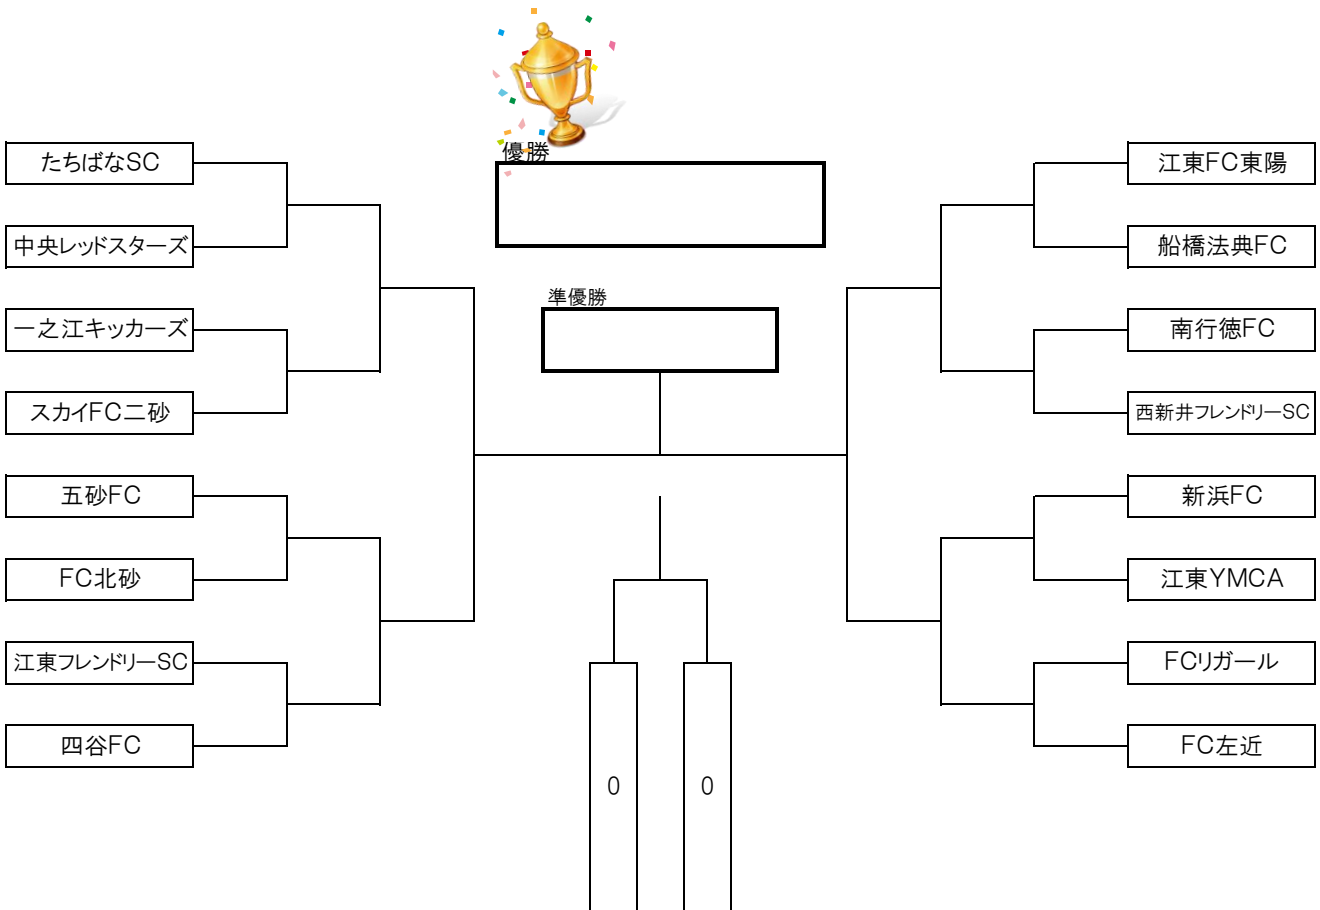 優勝
準優勝
たちばなSC
中央レッドスターズ
一之江キッカーズ
スカイFC二砂
五砂FC
FC北砂
江東フレンドリーSC
四谷FC
江東FC東陽
船橋法典FC
南行徳FC
西新井フレンドリーSC
新浜FC
江東YMCA
FCリガール
FC左近
0
0